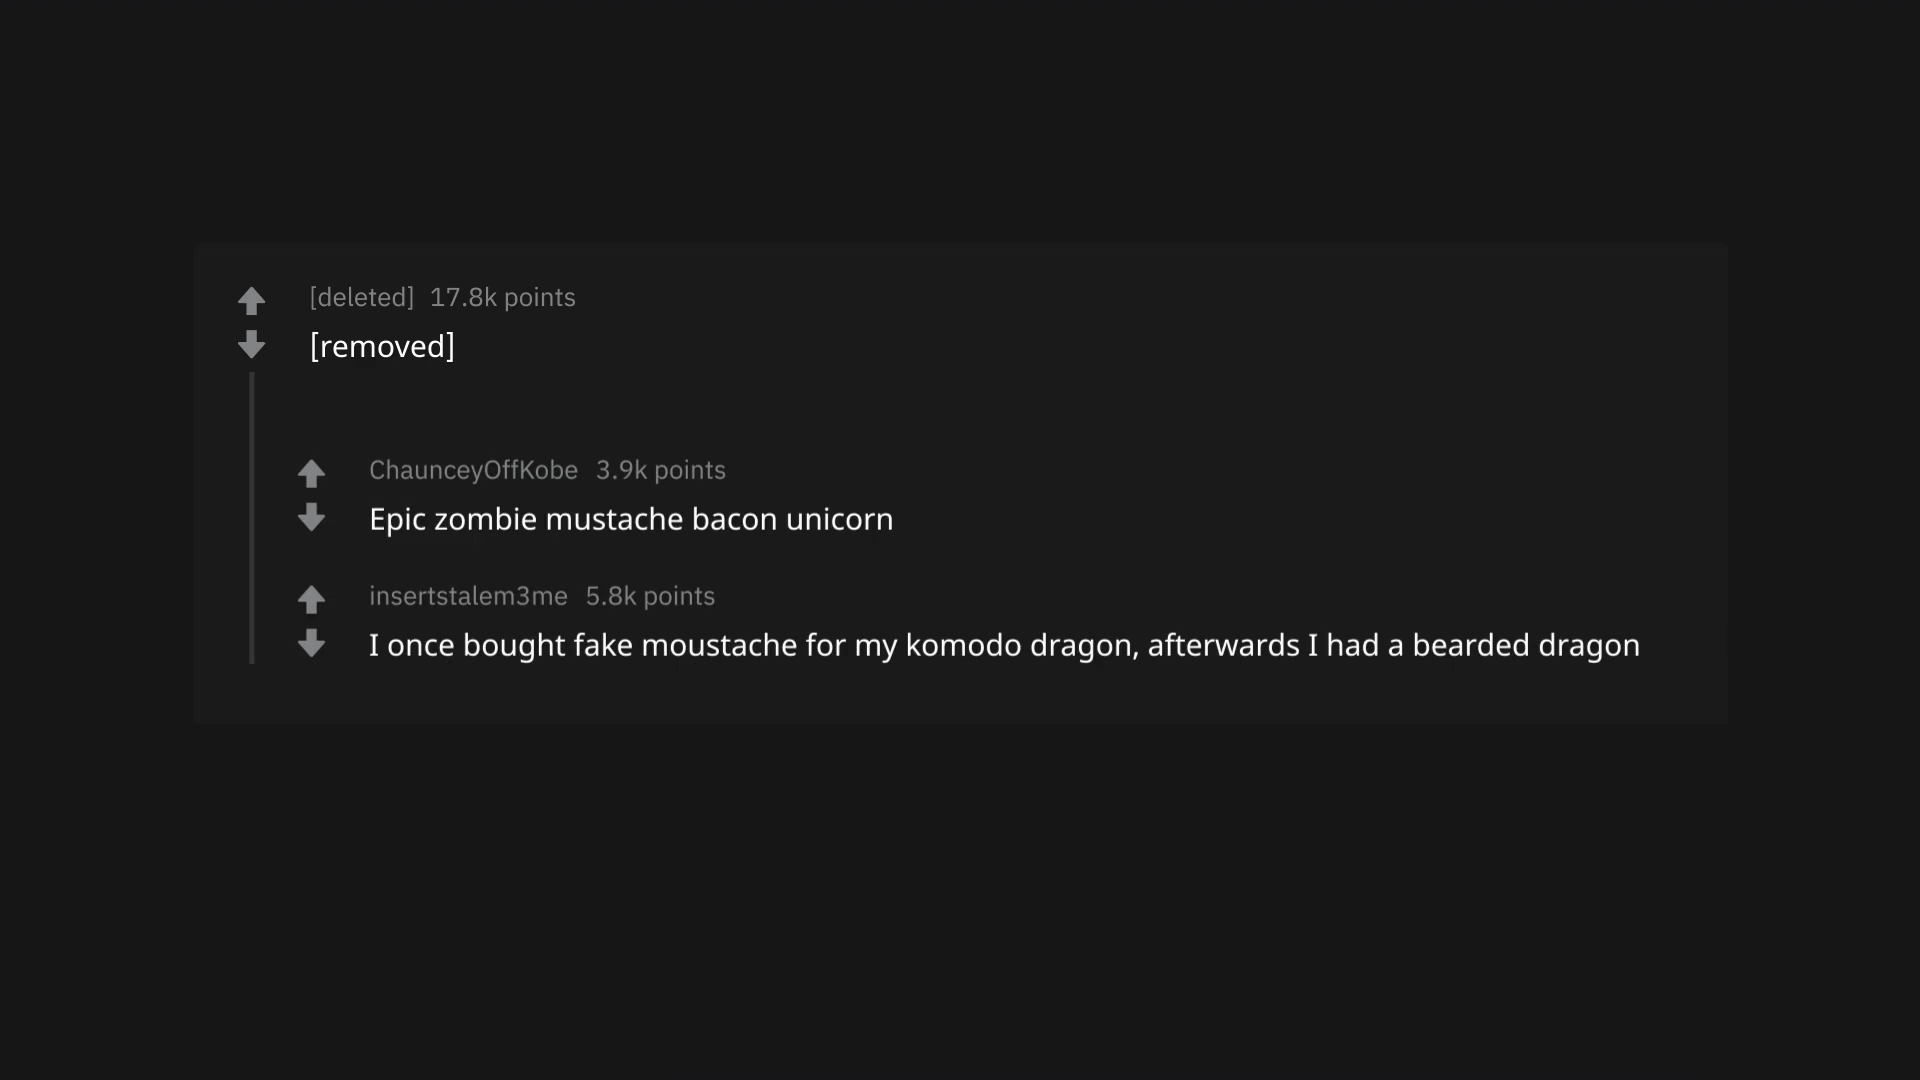 [deleted] 17.8k points
[removed]
ChaunceyOffKobe 3.9k points
Epic zombie mustache bacon unicorn
insertstalem3me 5.8k points
I once bought fake moustache for my komodo dragon, afterwards I had a bearded dragon